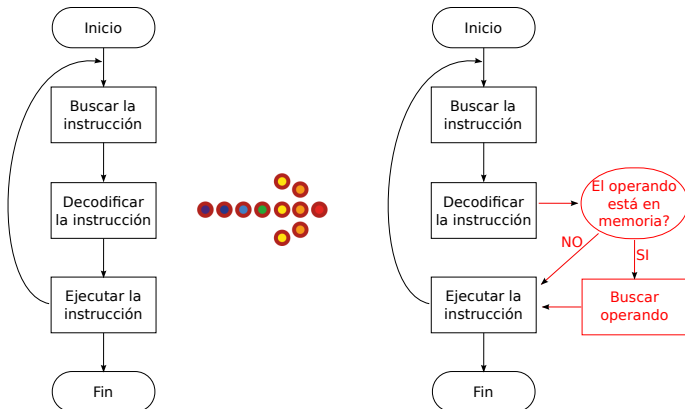 Inicio
Buscar la
instrucción
Decodificar
la instrucción
Ejecutar la
instrucción
Fin
Inicio
Buscar la
instrucción
Decodificar
la instrucción
El operando
está en
memoria?
NO
SI
Ejecutar la
instrucción
Buscar
operando
Fin